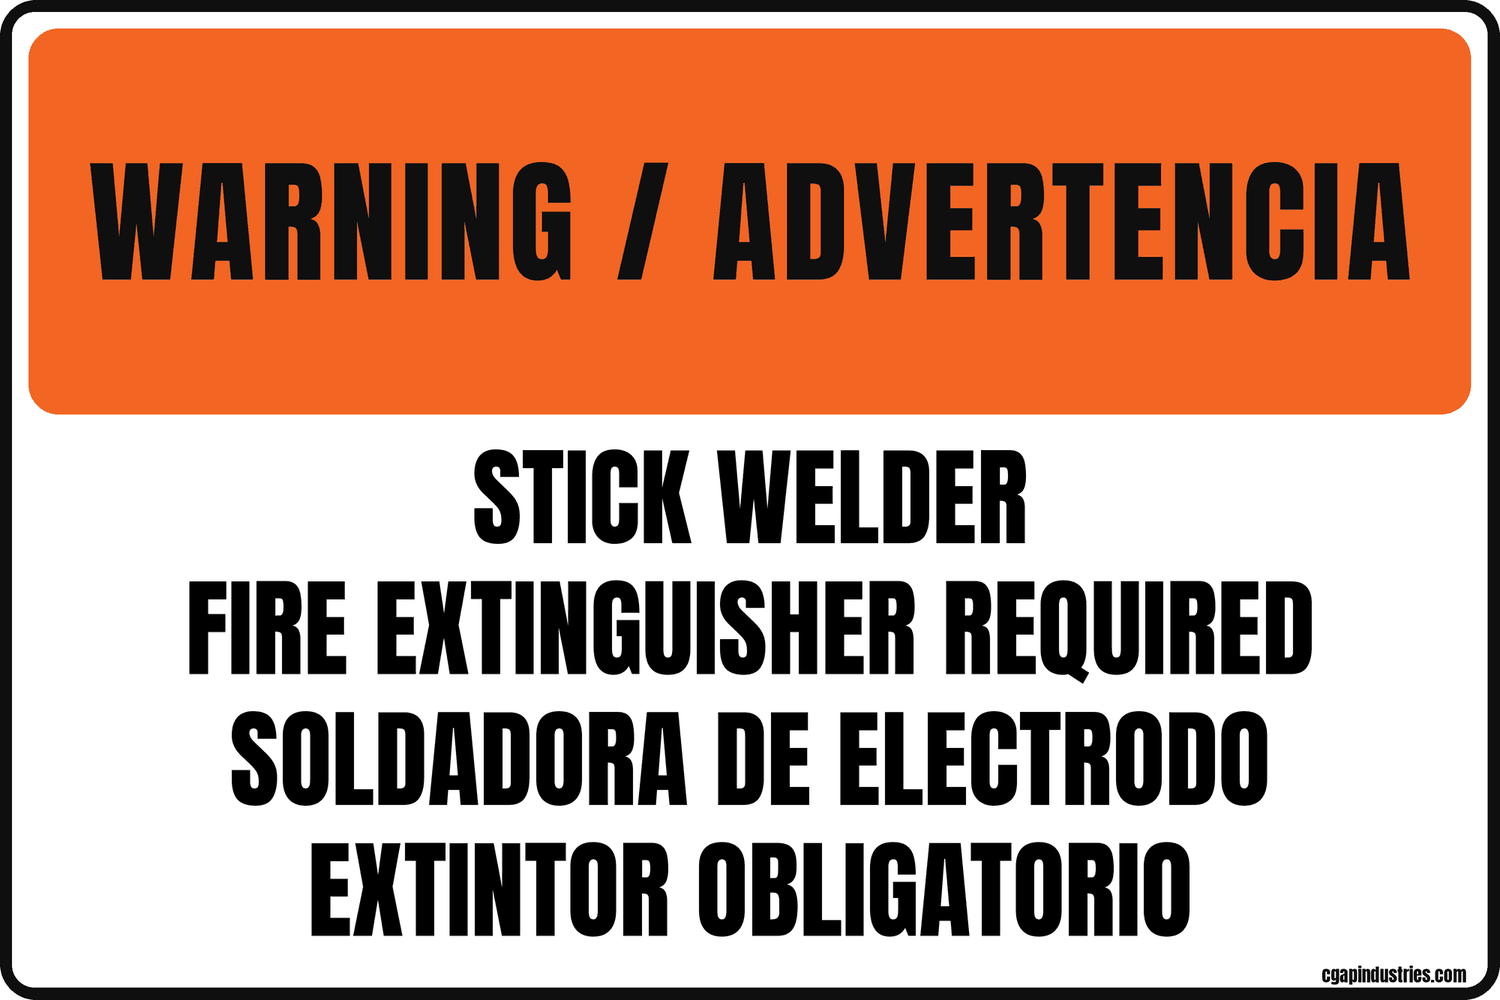 WARNING / ADVERTENCIA
STICK WELDER
FIRE EXTINGUISHER REQUIRED
SOLDADORA DE ELECTRODO
EXTINTOR OBLIGATORIO
cgapindustries.com